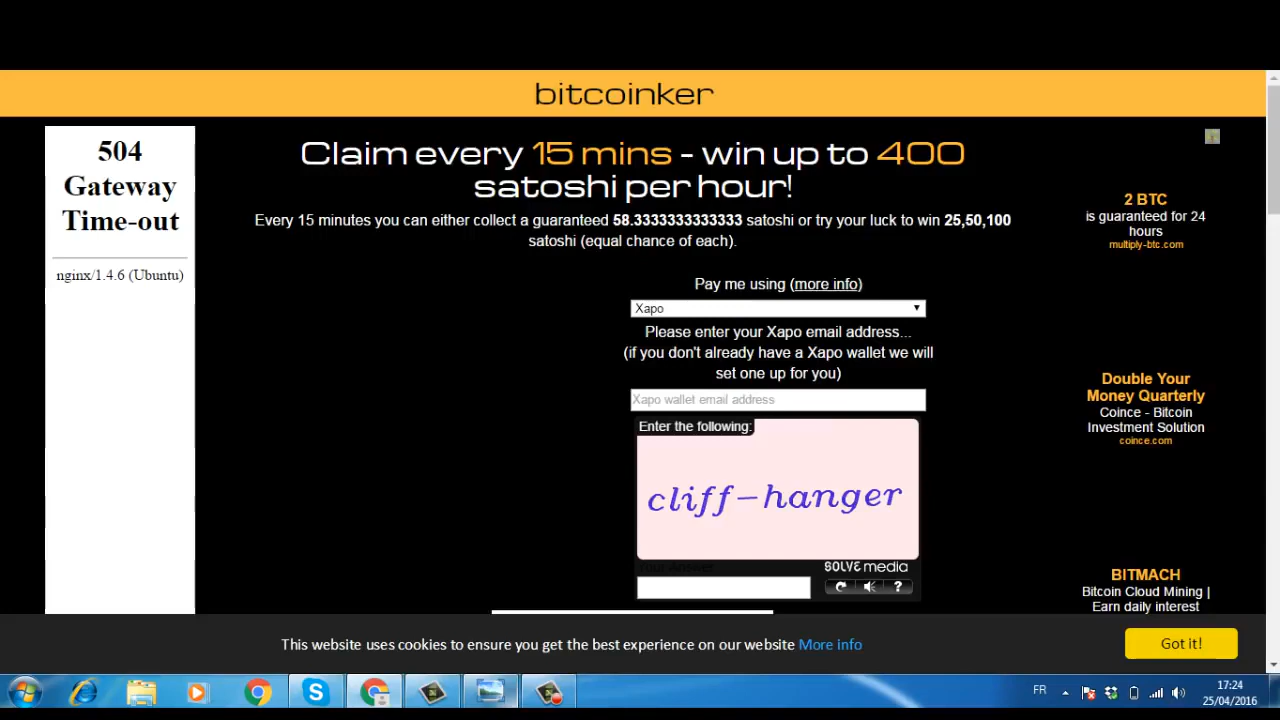 bitcoinker
504
Gateway
Time-out
nginx/1.4.6 (Ubuntu)
Claim every 15 mins - win up to 400
satoshi per hour!
Every 15 minutes you can either collect a guaranteed 58.3333333333333 satoshi or try your luck to win 25,50,100
satoshi (equal chance of each).
Pay me using (more info)
Xapo
Please enter your Xapo email address...
(if you don't already have a Xapo wallet we will
set one up for you)
Xapo wallet email address
Enter the following:
cliff-hanger
Your Answer
SOLVE media
?
2 BTC
is guaranteed for 24
hours
multiply-btc.com
Double Your
Money Quarterly
Coince - Bitcoin
Investment Solution
coince.com
BITMACH
Bitcoin Cloud Mining |
Earn daily interest
This website uses cookies to ensure you get the best experience on our website More info
Got it!
FR
17:24
25/04/2016